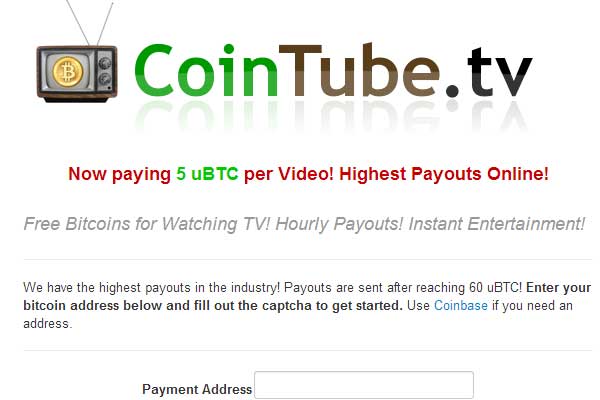 CoinTube.tv
Now paying 5 uBTC per Video! Highest Payouts Online!
Free Bitcoins for Watching TV! Hourly Payouts! Instant Entertainment!
We have the highest payouts in the industry! Payouts are sent after reaching 60 uBTC! Enter your
bitcoin address below and fill out the captcha to get started. Use Coinbase if you need an
address.
Payment Address